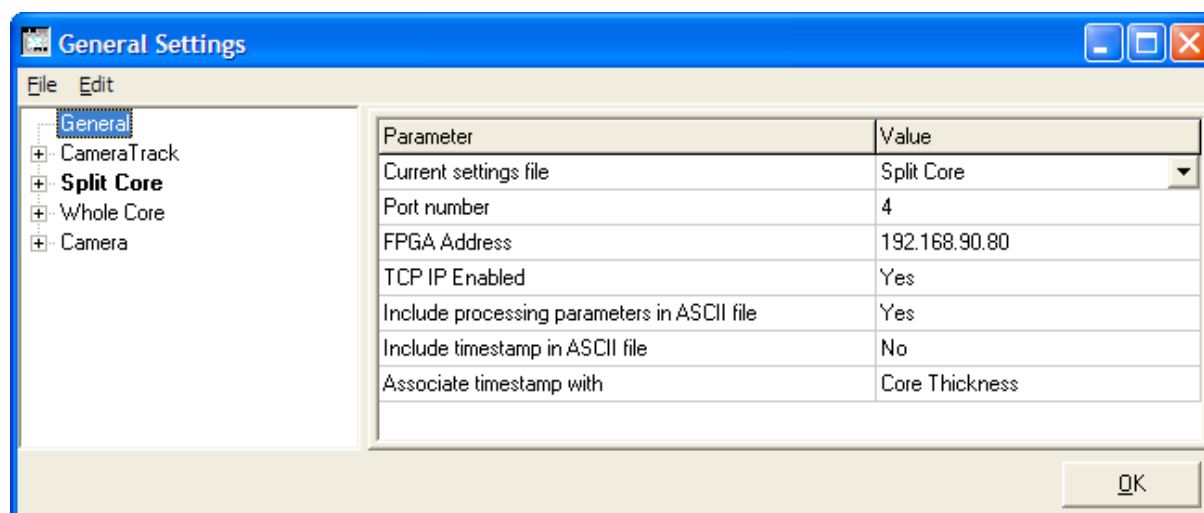 General Settings
File Edit
General
CameraTrack
Split Core
Whole Core
Camera
Parameter Value
Current settings file Split Core
Port number 4
FPGA Address 192.168.90.80
TCP IP Enabled Yes
Include processing parameters in ASCII file Yes
Include timestamp in ASCII file No
Associate timestamp with Core Thickness
OK